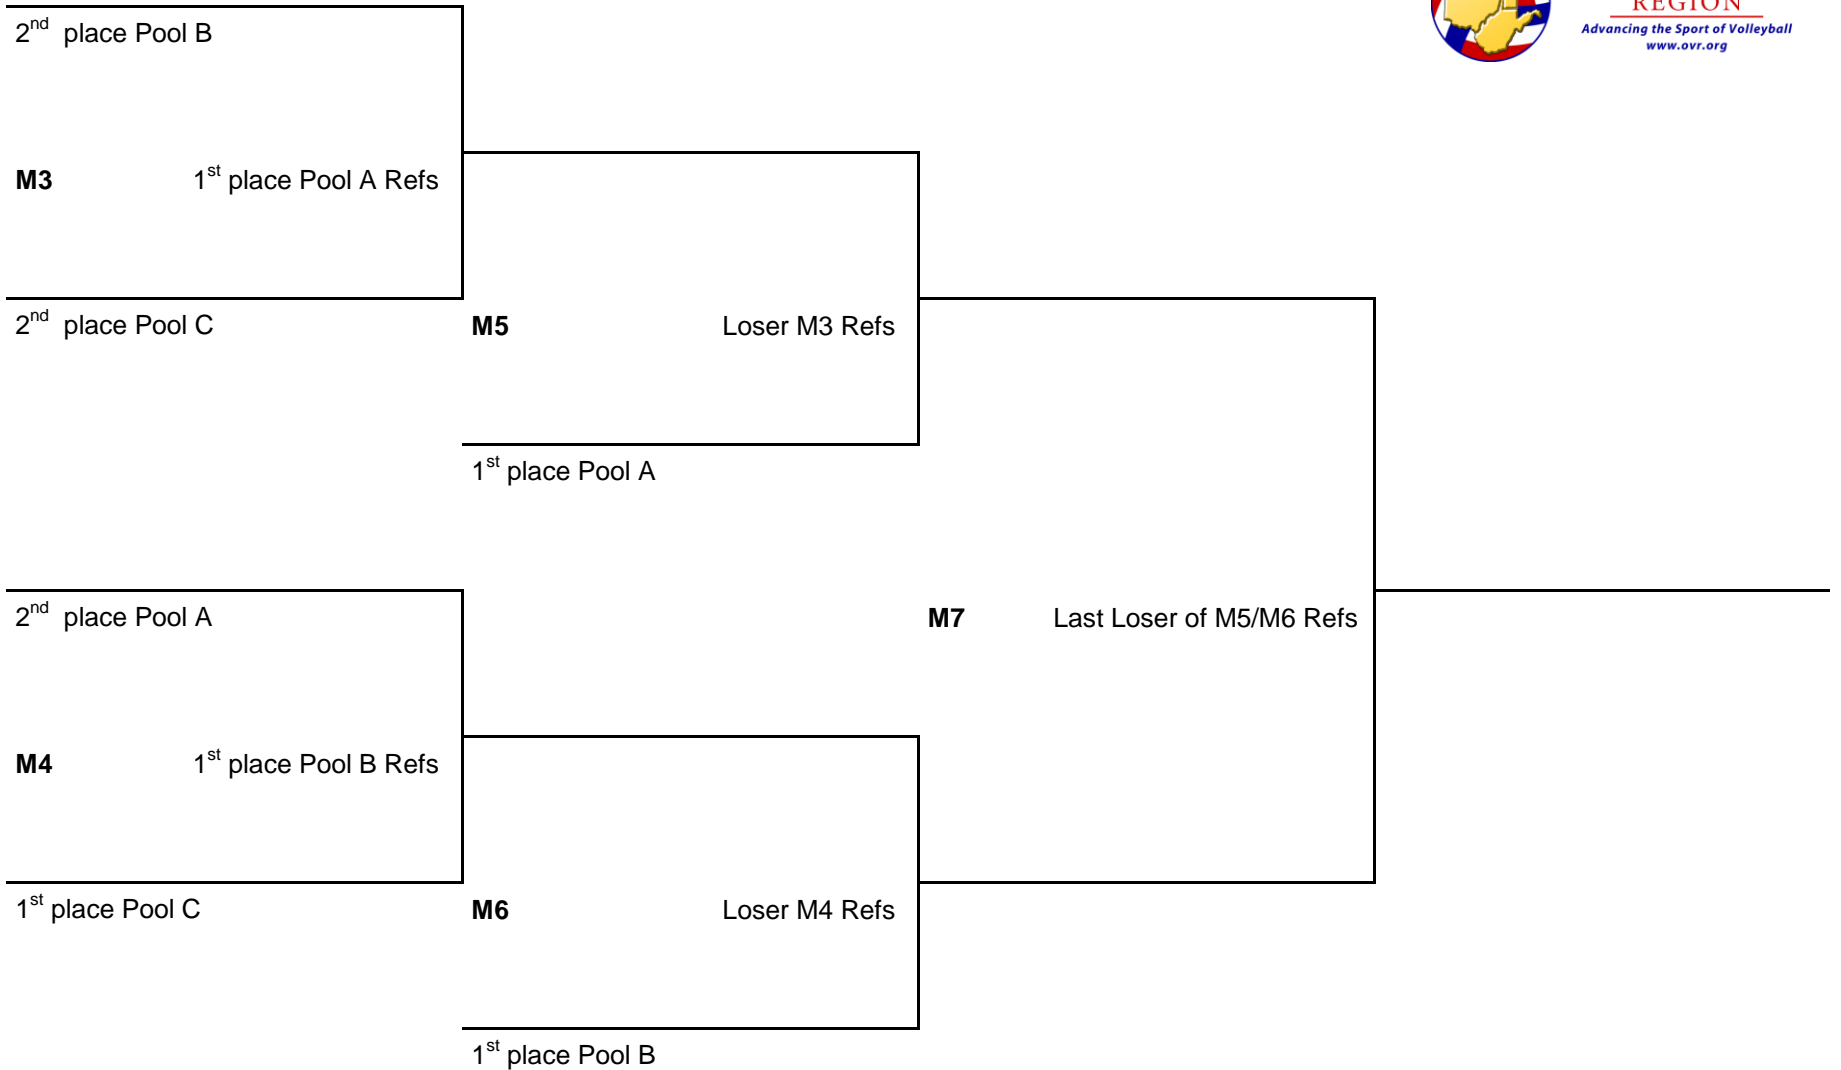 REGION
Advancing the Sport of Volleyball
www.ovr.org
2nd place Pool B
M3 1st place Pool A Refs
2nd place Pool C
M5 Loser M3 Refs
1st place Pool A
2nd place Pool A
M7 Last Loser of M5/M6 Refs
M4 1st place Pool B Refs
1st place Pool C
M6 Loser M4 Refs
1st place Pool B